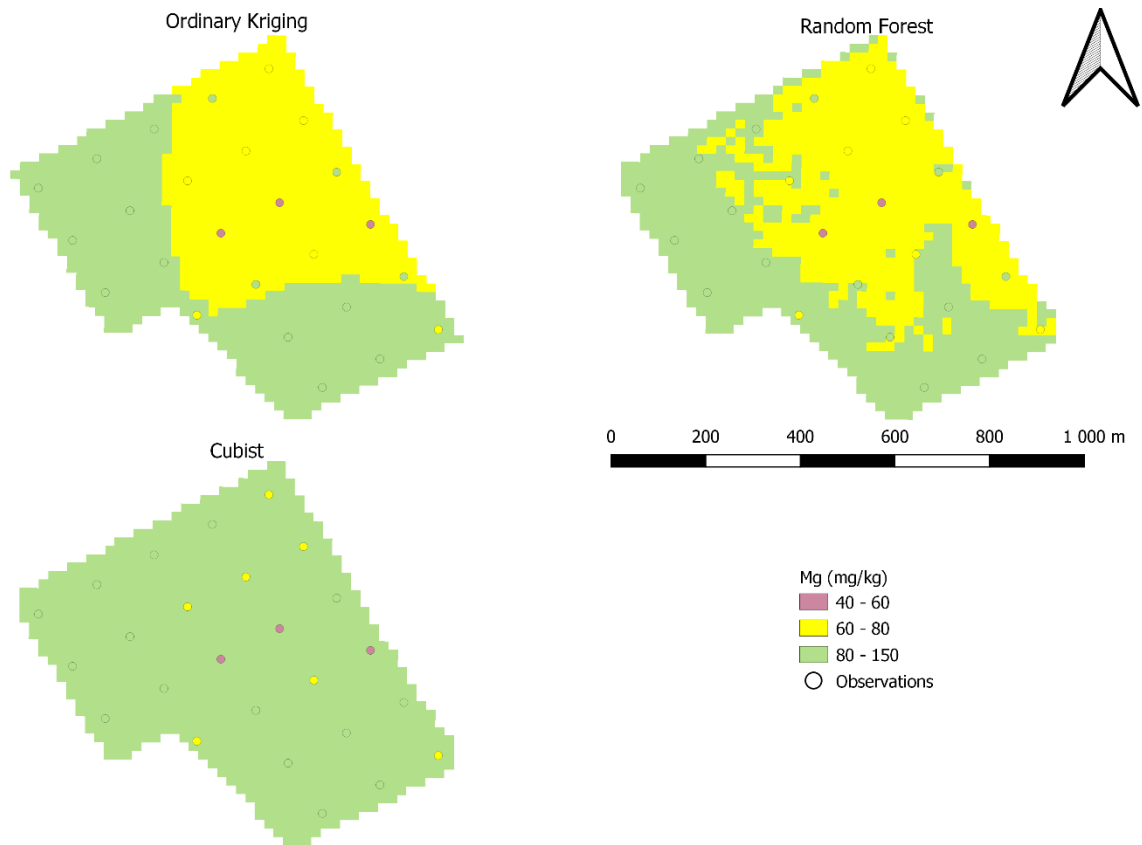 Ordinary Kriging
Random Forest
0 200 400 600 800 1 000 m
Cubist
Mg (mg/kg)
40 - 60
60 - 80
80 - 150
Observations